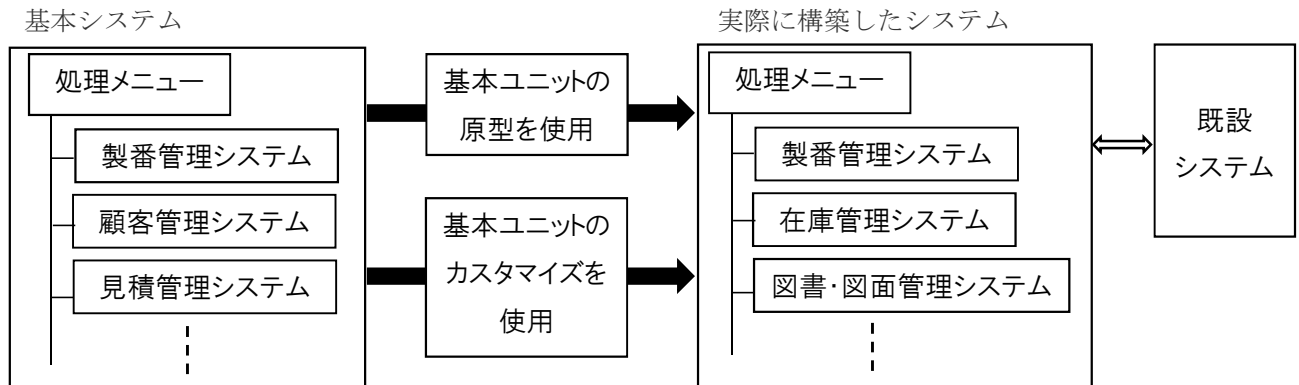 基本システム
処理メニュー
製番管理システム
顧客管理システム
見積管理システム
基本ユニットの
原型を使用
基本ユニットの
カスタマイズを
使用
実際に構築したシステム
処理メニュー
製番管理システム
在庫管理システム
図書・図面管理システム
既設
システム